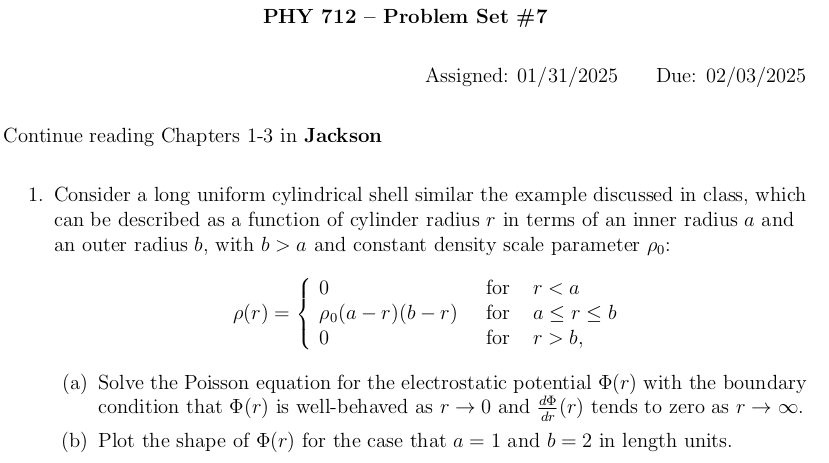 PHY 712 – Problem Set #7
Assigned: 01/31/2025 Due: 02/03/2025
Continue reading Chapters 1-3 in Jackson
1. Consider a long uniform cylindrical shell similar the example discussed in class, which
can be described as a function of cylinder radius r in terms of an inner radius a and
an outer radius b, with b > a and constant density scale parameter ρ₀:
ρ(r) = {
0 for r < a
ρ₀(a − r)(b − r) for a ≤ r ≤ b
0 for r > b,
(a) Solve the Poisson equation for the electrostatic potential Φ(r) with the boundary
condition that Φ(r) is well-behaved as r → 0 and dΦ/dr (r) tends to zero as r → ∞.
(b) Plot the shape of Φ(r) for the case that a = 1 and b = 2 in length units.